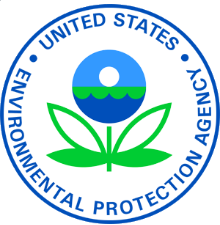 UNITED STATES
ENVIRONMENTAL PROTECTION AGENCY